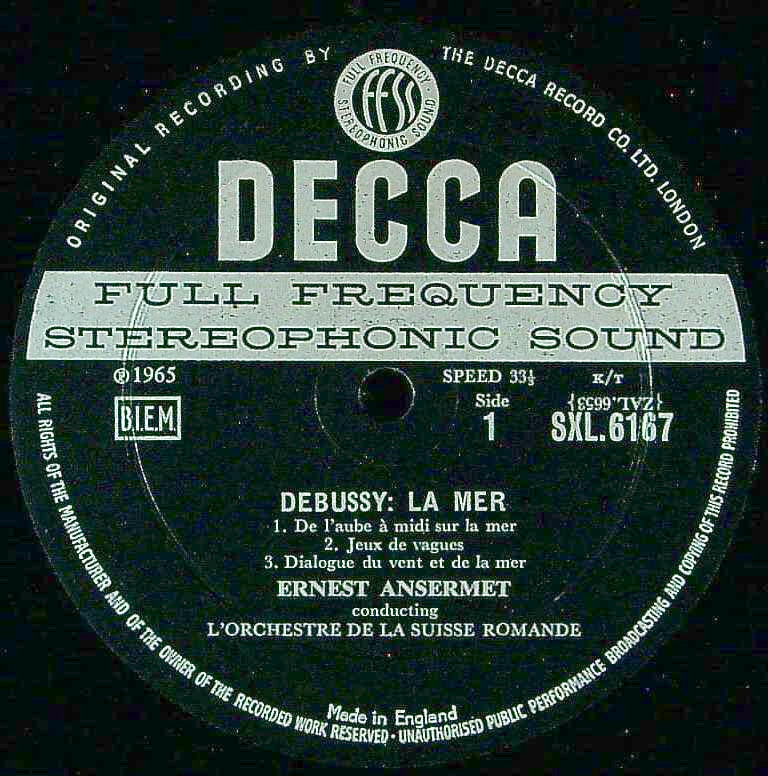 ORIGINAL RECORDING BY
THE DECCA RECORD CO. LTD. LONDON
FULL FREQUENCY
FFSS
STEREOPHONIC SOUND
DECCA
FULL FREQUENCY
STEREOPHONIC SOUND
℗1965
SPEED 33⅓
K/T
B.I.E.M.
Side
1
{ZAL.6653}
SXL.6167
DEBUSSY: LA MER
1. De l'aube à midi sur la mer
2. Jeux de vagues
3. Dialogue du vent et de la mer
ERNEST ANSERMET
conducting
L'ORCHESTRE DE LA SUISSE ROMANDE
Made in England
ALL RIGHTS OF THE MANUFACTURER AND OF THE OWNER OF THE RECORDED WORK RESERVED · UNAUTHORISED PUBLIC PERFORMANCE BROADCASTING AND COPYING OF THIS RECORD PROHIBITED